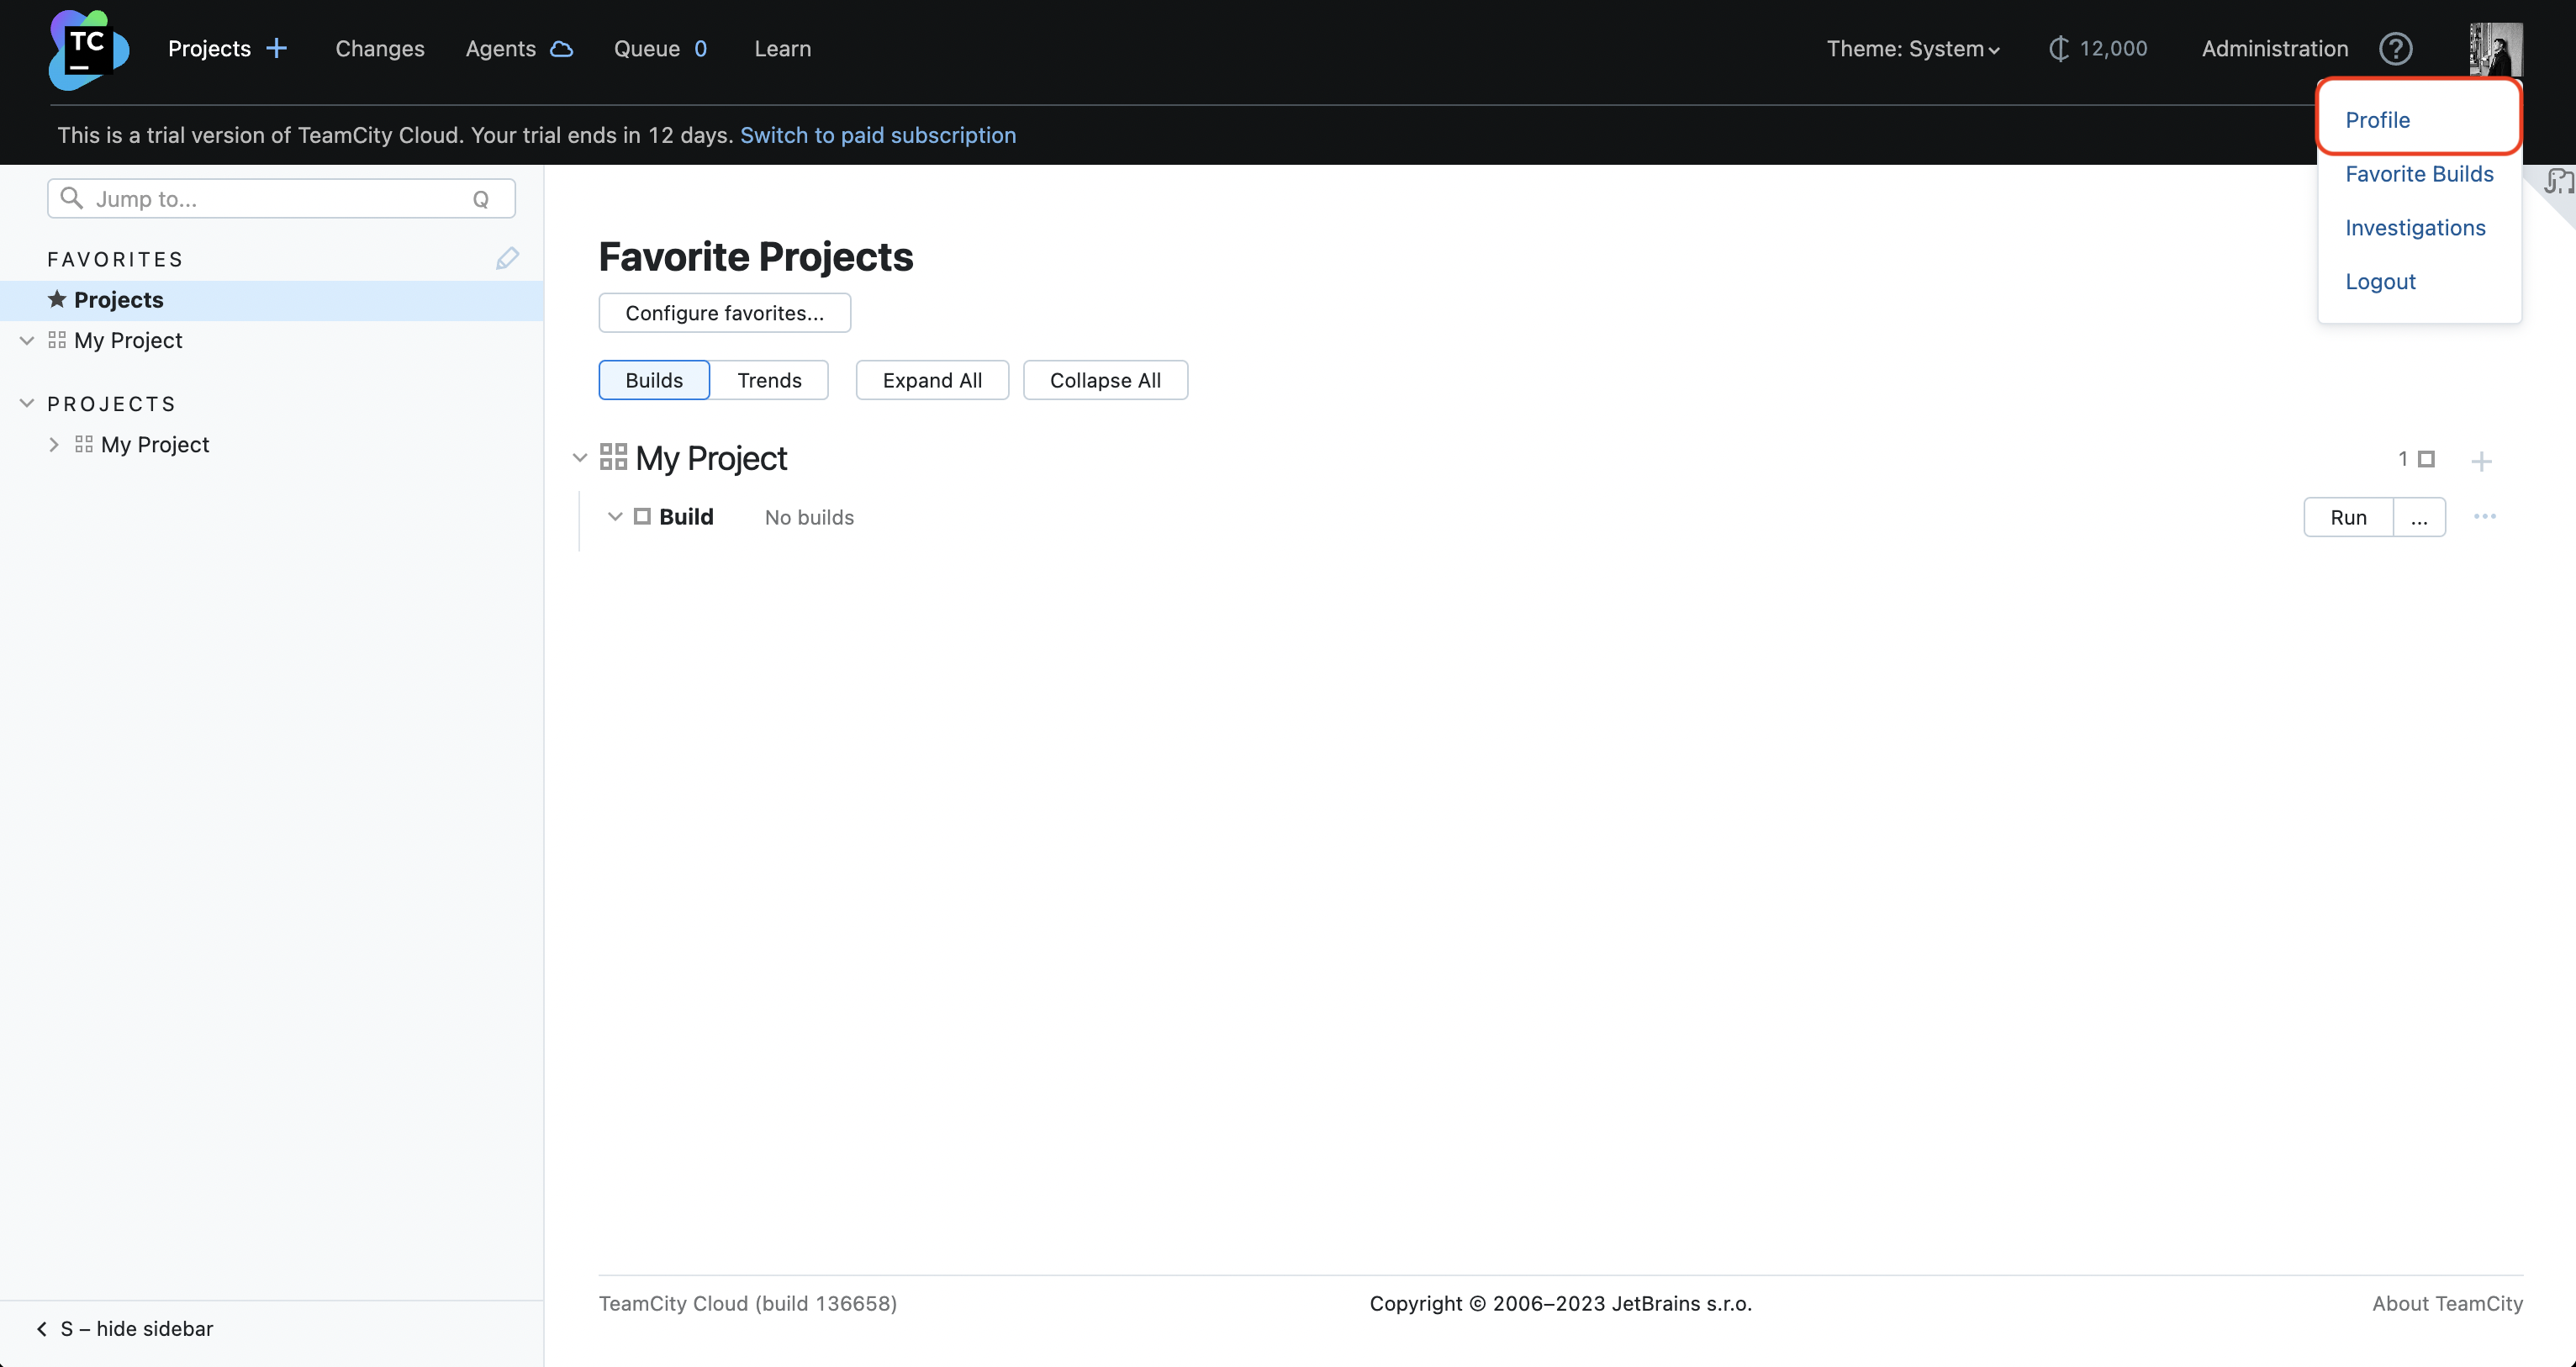 TC
Projects
Changes
Agents
Queue 0
Learn
Theme: System
12,000
Administration
?
This is a trial version of TeamCity Cloud. Your trial ends in 12 days. Switch to paid subscription
Profile
Favorite Builds
Investigations
Logout
Jump to... Q
FAVORITES
Projects
My Project
PROJECTS
My Project
Favorite Projects
Configure favorites...
Builds
Trends
Expand All
Collapse All
My Project
1
Build
No builds
Run
...
TeamCity Cloud (build 136658)
Copyright © 2006–2023 JetBrains s.r.o.
About TeamCity
S – hide sidebar